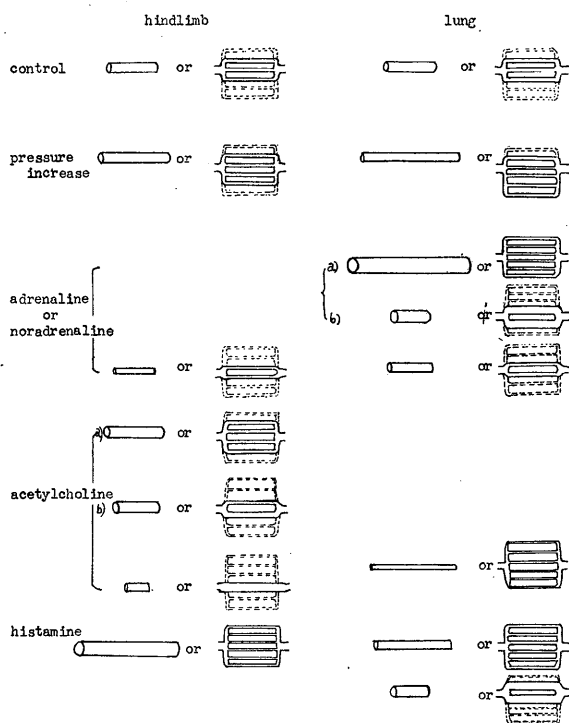 hindlimb lung
control or or
pressure
increase or or
a) or
adrenaline
or
noradrenaline
b) or
or or
a) or
acetylcholine b) or
or or
histamine or or
or